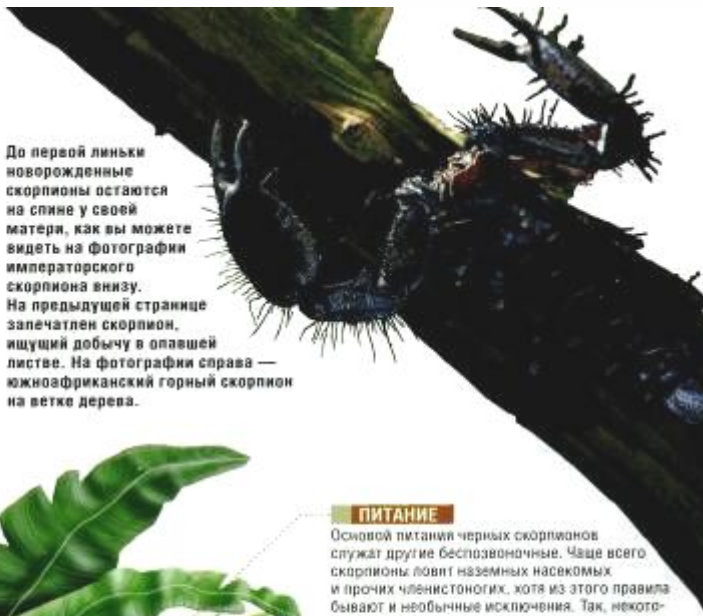 До первой линьки
новорожденные
скорпионы остаются
на спине у своей
матери, как вы можете
видеть на фотографии
императорского
скорпиона внизу.
На предыдущей странице
запечатлен скорпион,
ищущий добычу в опавшей
листве. На фотографии справа —
южноафриканский горный скорпион
на ветке дерева.
ПИТАНИЕ
Основой питания черных скорпионов
служат другие беспозвоночные. Чаще всего
скорпионы ловят наземных насекомых
и прочих членистоногих, хотя из этого правила
бывают и необычные исключения. Так,